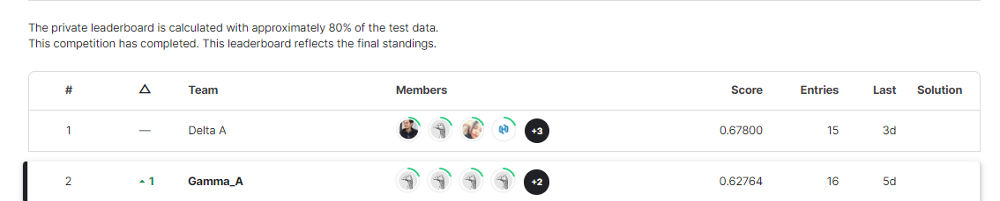 The private leaderboard is calculated with approximately 80% of the test data.
This competition has completed. This leaderboard reflects the final standings.
# △ Team Members Score Entries Last Solution
1 — Delta A +3 0.67800 15 3d
2 ▲ 1 Gamma_A +2 0.62764 16 5d